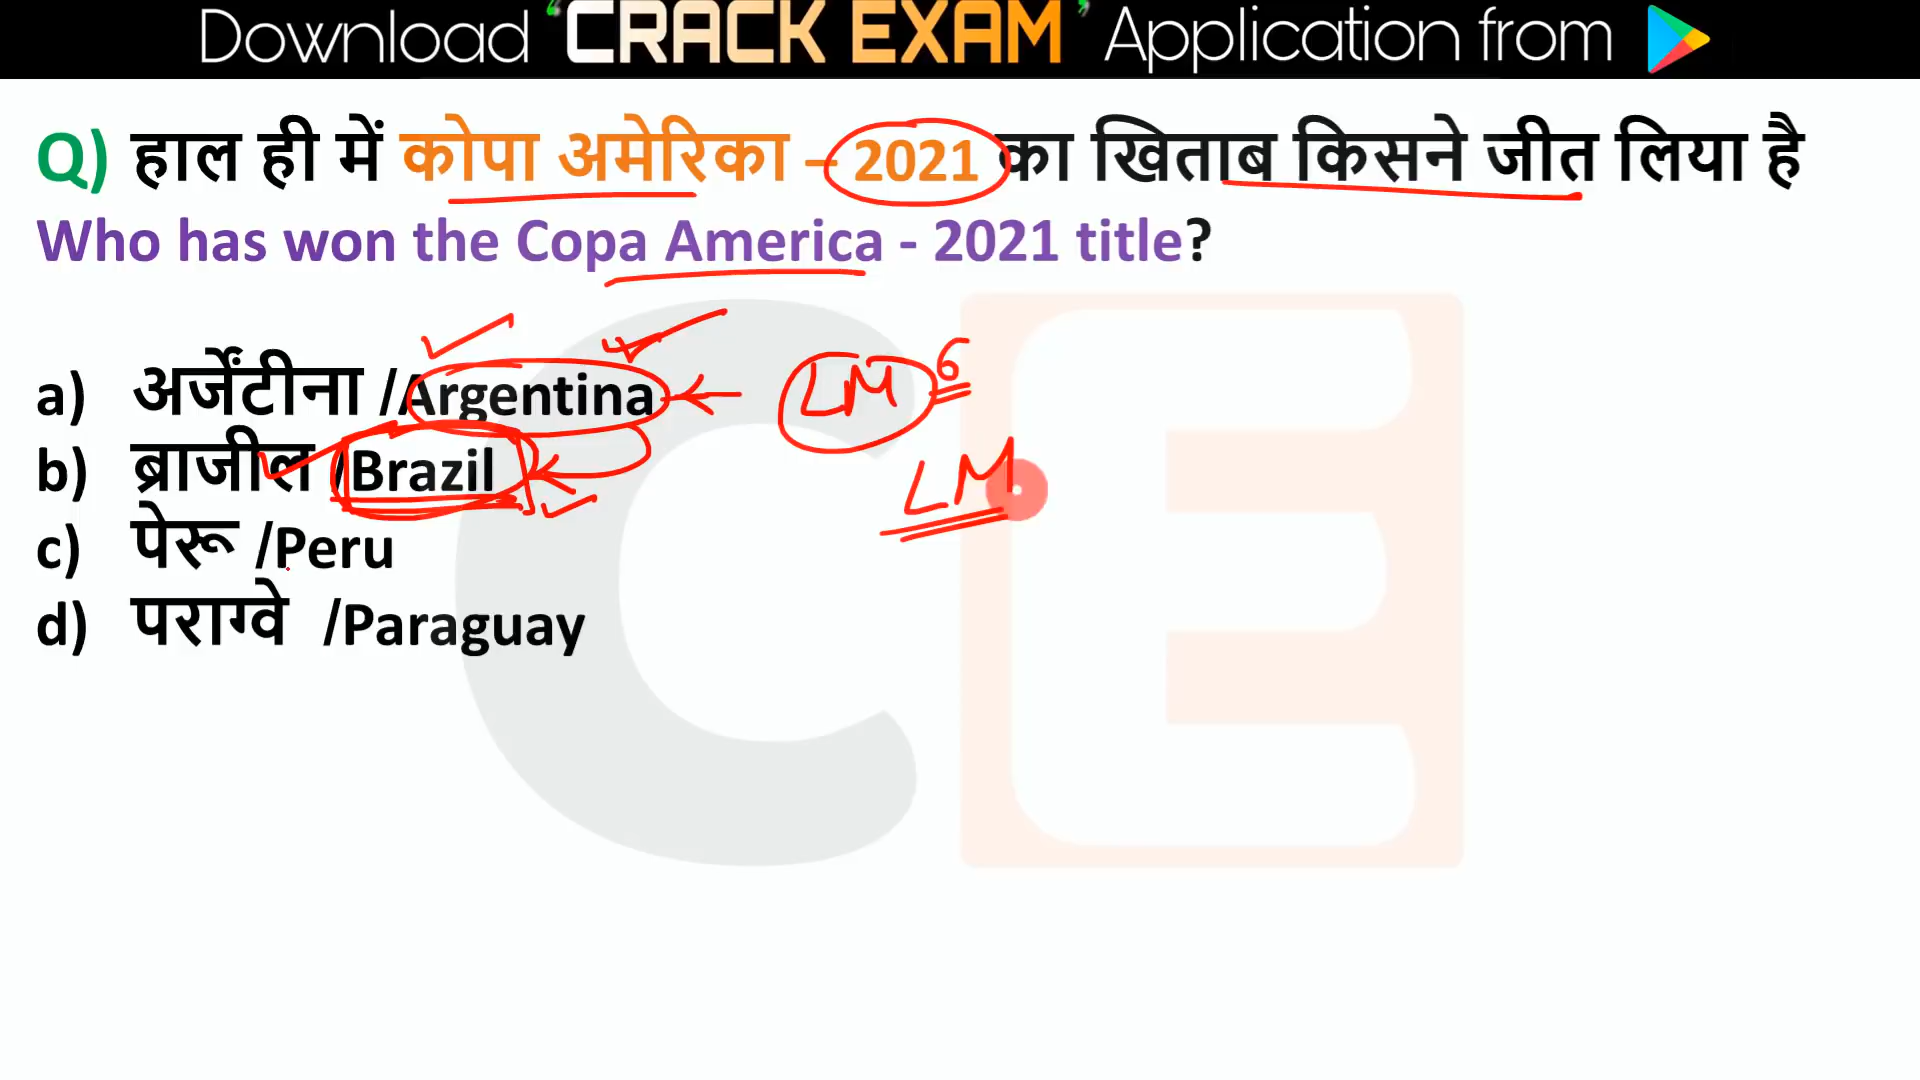 Download "CRACK EXAM" Application from
Q) हाल ही में कोपा अमेरिका – 2021 का खिताब किसने जीत लिया है
Who has won the Copa America - 2021 title?
a) अर्जेंटीना /Argentina LM 6
b) ब्राजील /Brazil LM
c) पेरू /Peru
d) पराग्वे /Paraguay
CE